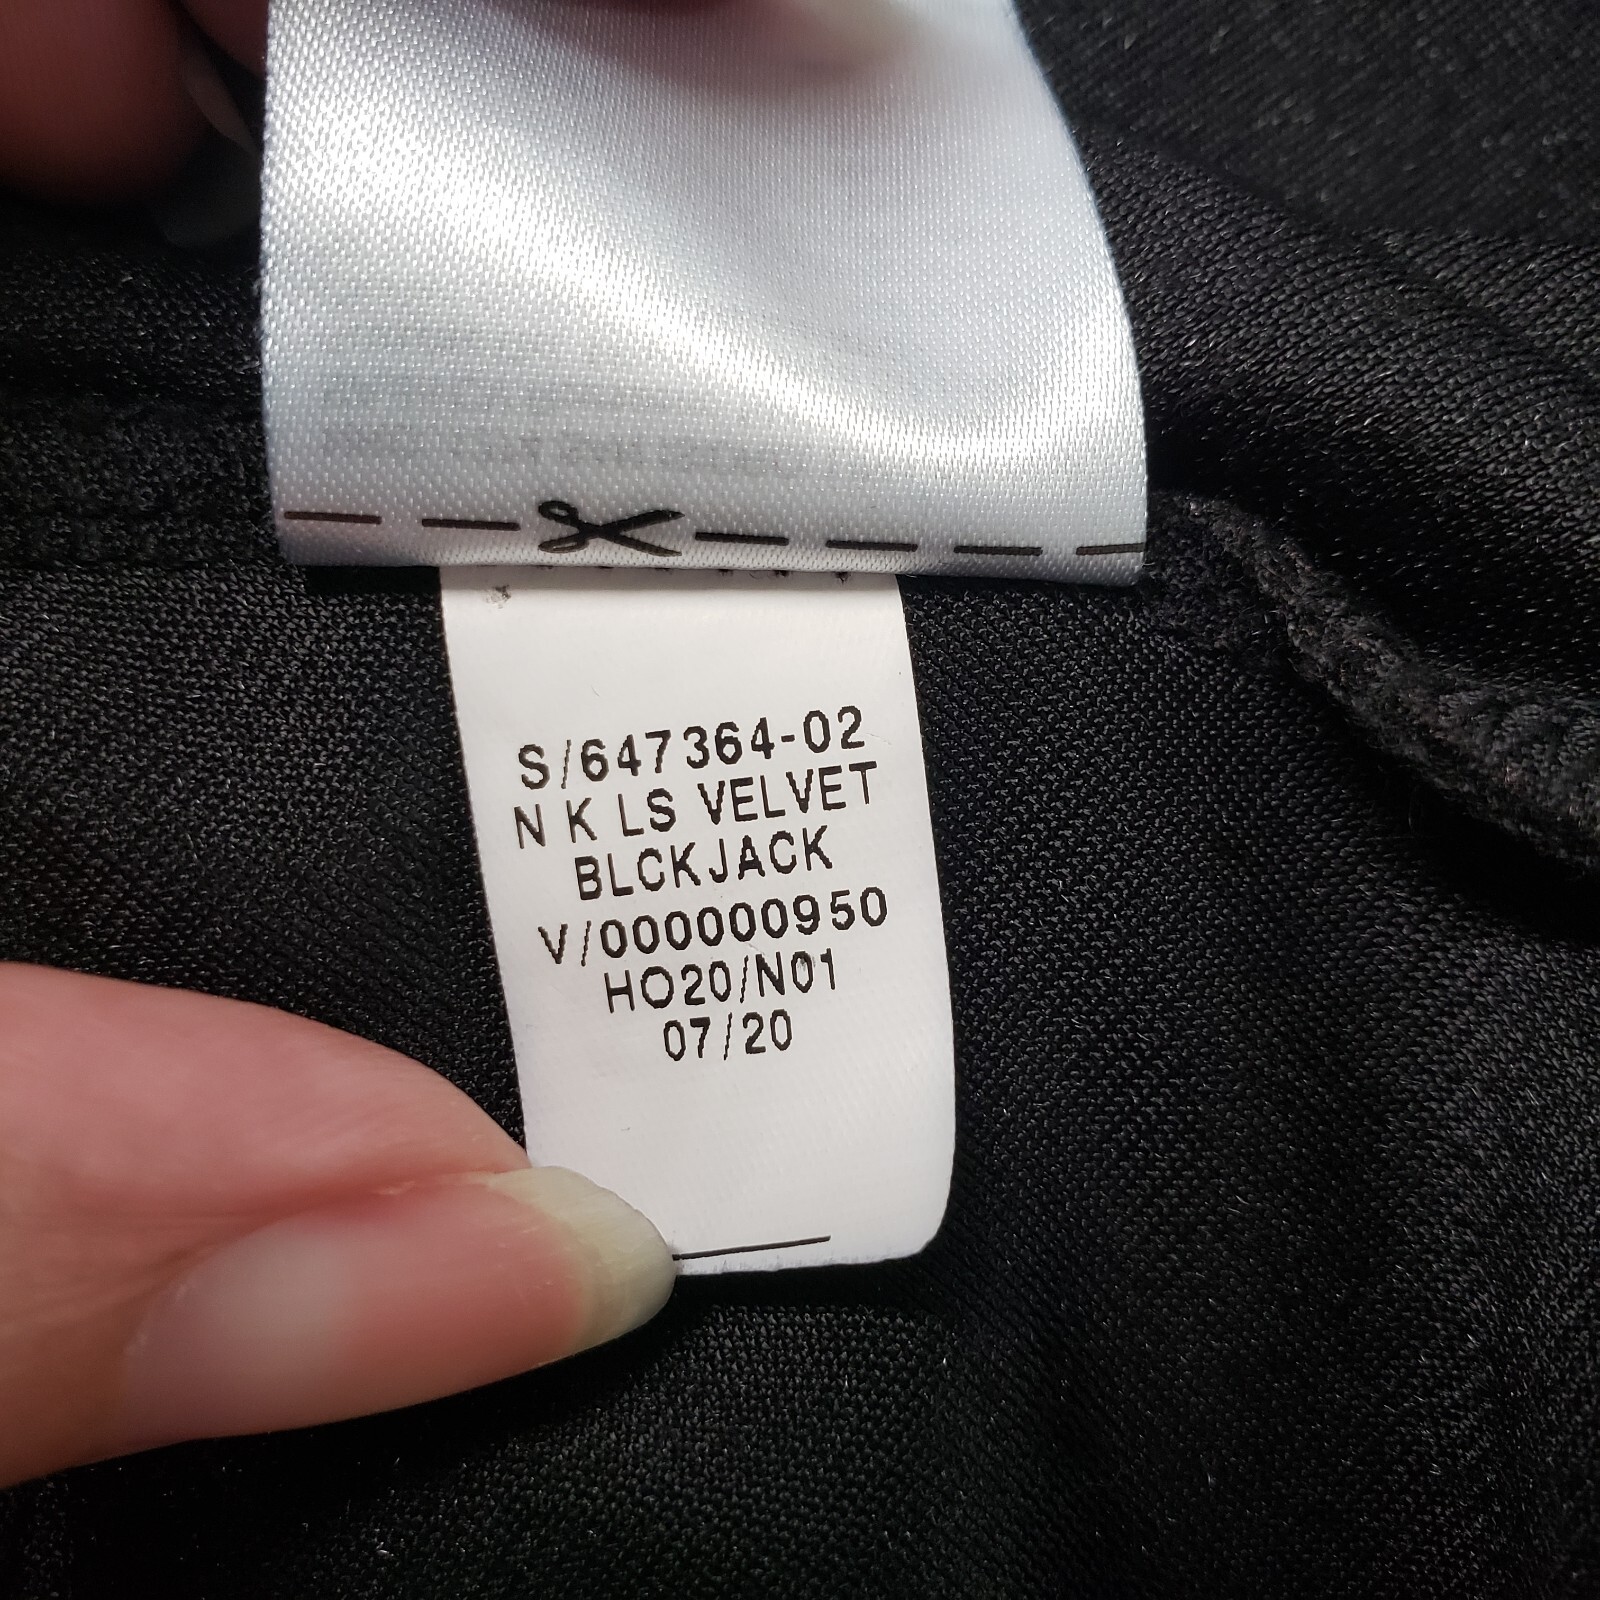 S/647364-02
N K LS VELVET
BLCKJACK
V/000000950
HO20/N01
07/20